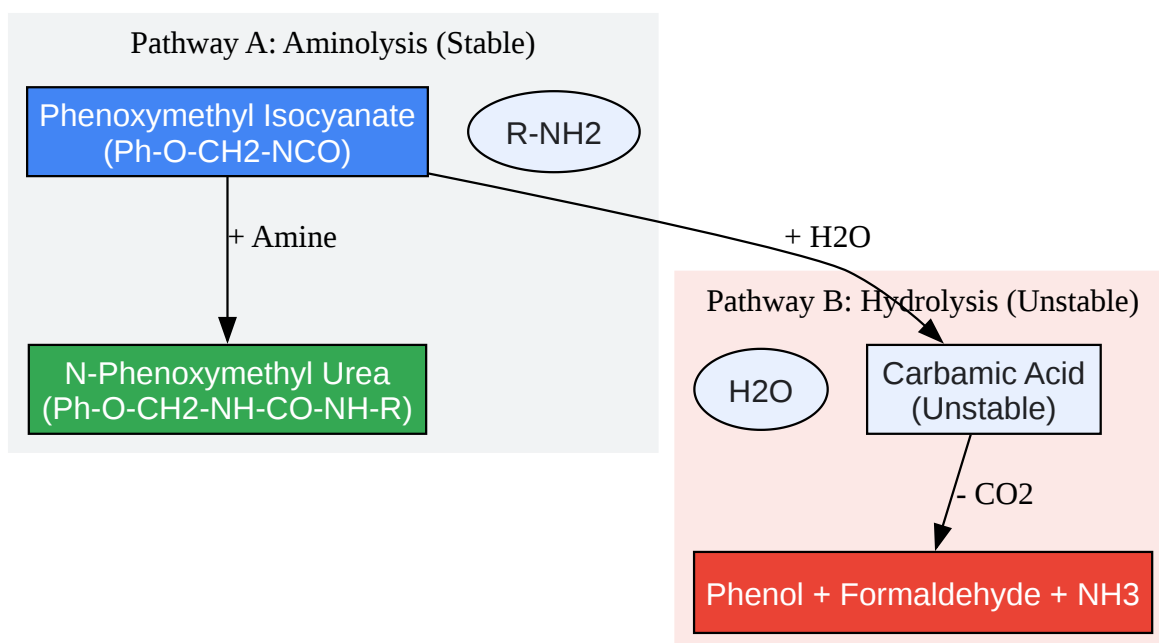 Pathway A: Aminolysis (Stable)
Phenoxymethyl Isocyanate
(Ph-O-CH2-NCO)
R-NH2
+ Amine
+ H2O
N-Phenoxymethyl Urea
(Ph-O-CH2-NH-CO-NH-R)
Pathway B: Hydrolysis (Unstable)
H2O
Carbamic Acid
(Unstable)
- CO2
Phenol + Formaldehyde + NH3